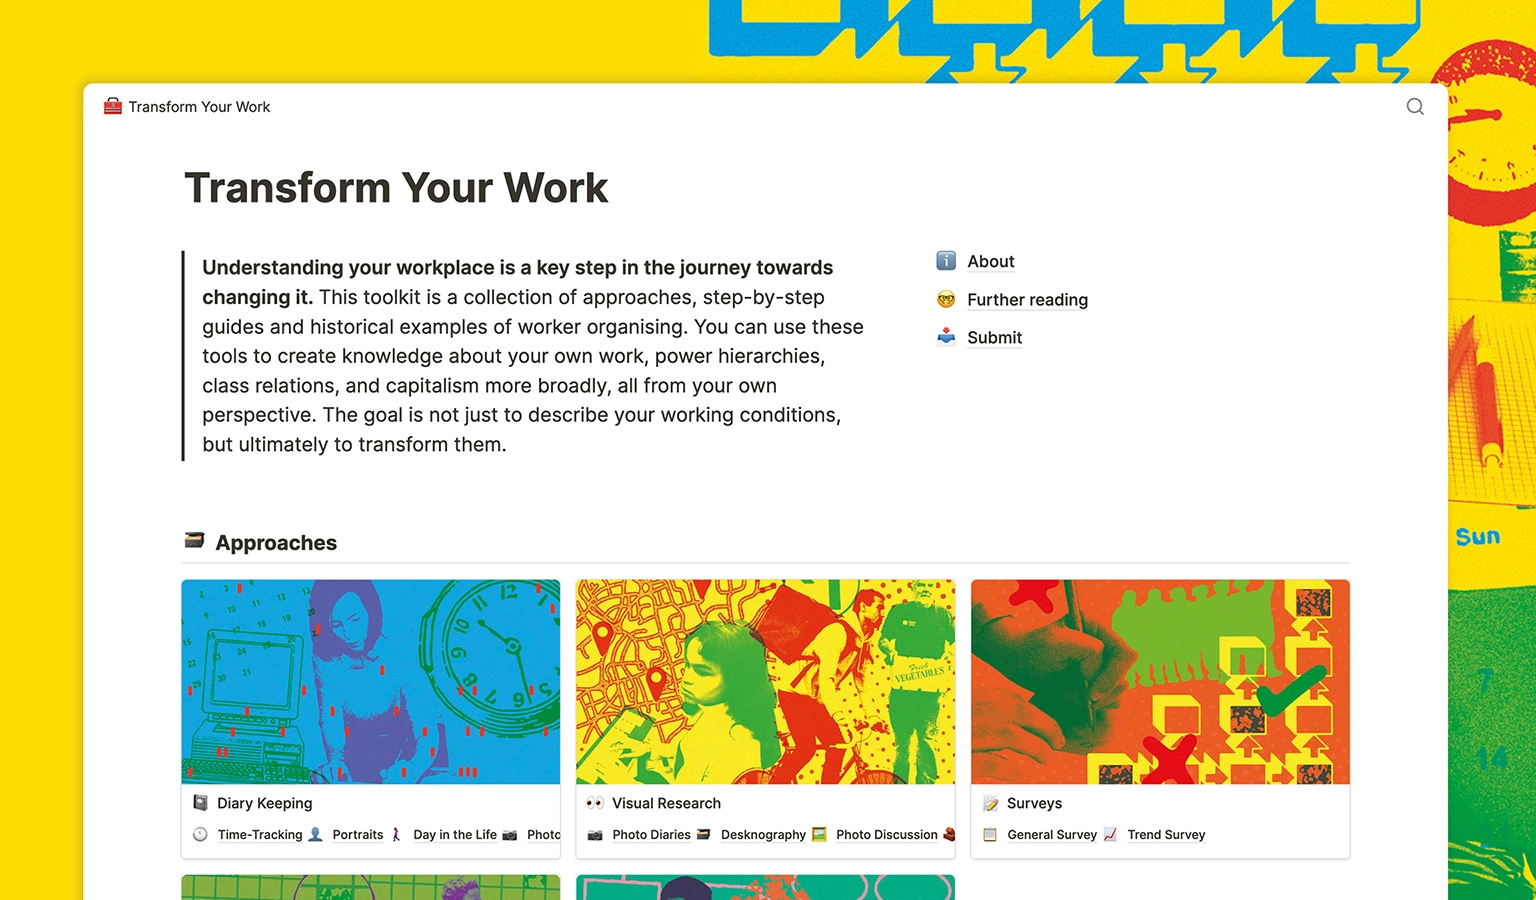 Transform Your Work
Transform Your Work
Understanding your workplace is a key step in the journey towards
changing it. This toolkit is a collection of approaches, step-by-step
guides and historical examples of worker organising. You can use these
tools to create knowledge about your own work, power hierarchies,
class relations, and capitalism more broadly, all from your own
perspective. The goal is not just to describe your working conditions,
but ultimately to transform them.
About
Further reading
Submit
Approaches
Sun
7
14
Fresh
VEGETABLES
Diary Keeping
Time-Tracking Portraits Day in the Life Photo
Visual Research
Photo Diaries Desknography Photo Discussion
Surveys
General Survey Trend Survey